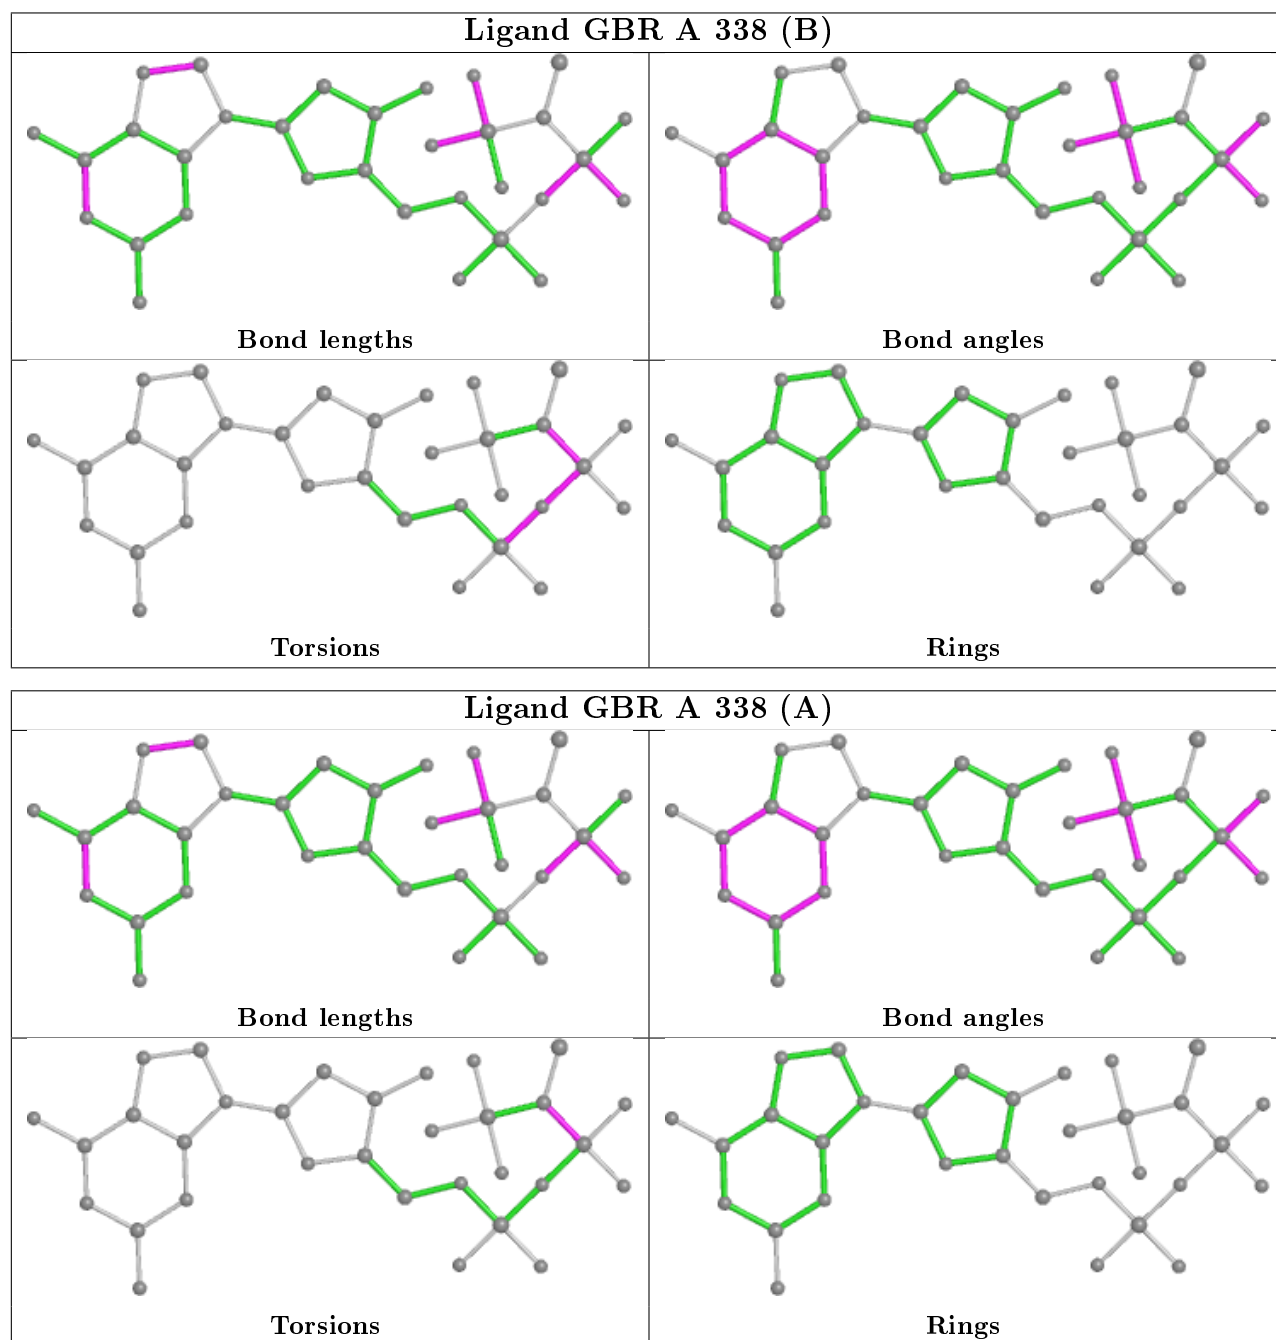 Ligand GBR A 338 (B)
Bond lengths
Bond angles
Torsions
Rings
Ligand GBR A 338 (A)
Bond lengths
Bond angles
Torsions
Rings